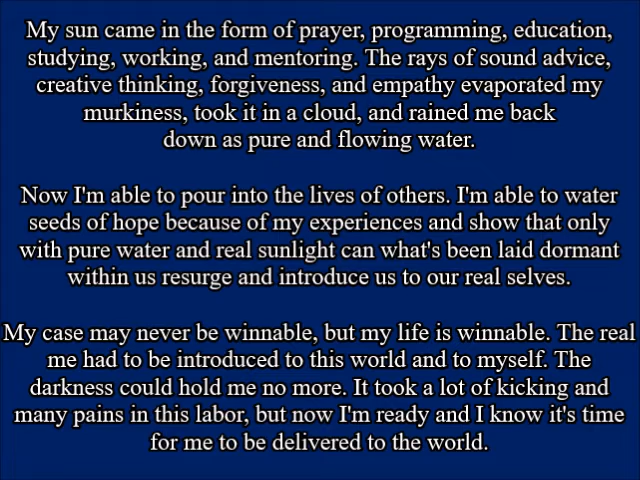 My sun came in the form of prayer, programming, education,
studying, working, and mentoring. The rays of sound advice,
creative thinking, forgiveness, and empathy evaporated my
murkiness, took it in a cloud, and rained me back
down as pure and flowing water.
Now I'm able to pour into the lives of others. I'm able to water
seeds of hope because of my experiences and show that only
with pure water and real sunlight can what's been laid dormant
within us resurge and introduce us to our real selves.
My case may never be winnable, but my life is winnable. The real
me had to be introduced to this world and to myself. The
darkness could hold me no more. It took a lot of kicking and
many pains in this labor, but now I'm ready and I know it's time
for me to be delivered to the world.